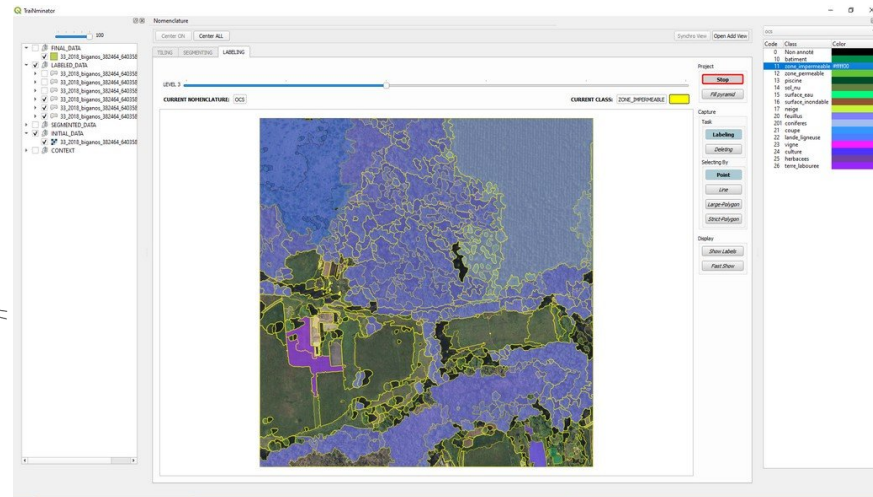 TraiNminator
Nomenclature
100
FINAL_DATA
33_2018_biganos_382464_640358
LABELED_DATA
33_2018_biganos_382464_640358
33_2018_biganos_382464_640358
33_2018_biganos_382464_640358
33_2018_biganos_382464_640358
33_2018_biganos_382464_640358
SEGMENTED_DATA
INITIAL_DATA
33_2018_biganos_382464_640358
CONTEXT
Center ON Center ALL
Synchro View Open Add View
TILING SEGMENTING LABELING
LEVEL 3
CURRENT NOMENCLATURE: OCS
CURRENT CLASS: ZONE_IMPERMEABLE
Project
Stop
Fill pyramid
Capture
Task
Labeling
Deleting
Selecting By
Point
Line
Large-Polygon
Strict-Polygon
Display
Show Labels
Fast Show
ocs
Code Class Color
0 Non annoté
10 batiment
11 zone_impermeable #ffff00
12 zone_permeable
13 piscine
14 sol_nu
15 surface_eau
16 surface_inondable
17 neige
20 feuillus
201 coniferes
21 coupe
22 lande_ligneuse
23 vigne
24 culture
25 herbacees
26 terre_labouree